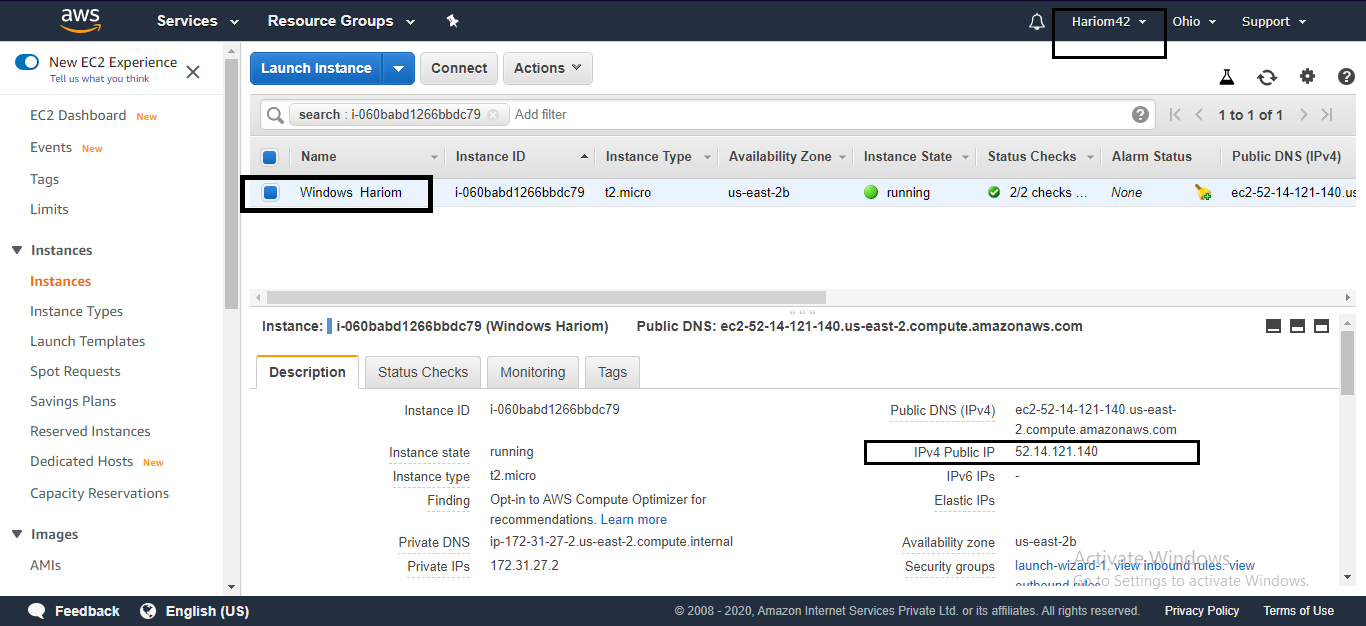 aws Services Resource Groups Hariom42 Ohio Support
New EC2 Experience
Tell us what you think
EC2 Dashboard New
Events New
Tags
Limits
Instances
Instances
Instance Types
Launch Templates
Spot Requests
Savings Plans
Reserved Instances
Dedicated Hosts New
Capacity Reservations
Images
AMIs
Launch Instance Connect Actions
search : i-060babd1266bbdc79 Add filter 1 to 1 of 1
Name Instance ID Instance Type Availability Zone Instance State Status Checks Alarm Status Public DNS (IPv4)
Windows Hariom i-060babd1266bbdc79 t2.micro us-east-2b running 2/2 checks ... None ec2-52-14-121-140.us
Instance: i-060babd1266bbdc79 (Windows Hariom) Public DNS: ec2-52-14-121-140.us-east-2.compute.amazonaws.com
Description Status Checks Monitoring Tags
Instance ID i-060babd1266bbdc79
Instance state running
Instance type t2.micro
Finding Opt-in to AWS Compute Optimizer for
recommendations. Learn more
Private DNS ip-172-31-27-2.us-east-2.compute.internal
Private IPs 172.31.27.2
Public DNS (IPv4) ec2-52-14-121-140.us-east-
2.compute.amazonaws.com
IPv4 Public IP 52.14.121.140
IPv6 IPs -
Elastic IPs
Availability zone us-east-2b
Security groups launch-wizard-1. view inbound rules. view
outbound rules
Activate Windows
Go to Settings to activate Windows.
Feedback English (US) © 2008 - 2020, Amazon Internet Services Private Ltd. or its affiliates. All rights reserved. Privacy Policy Terms of Use